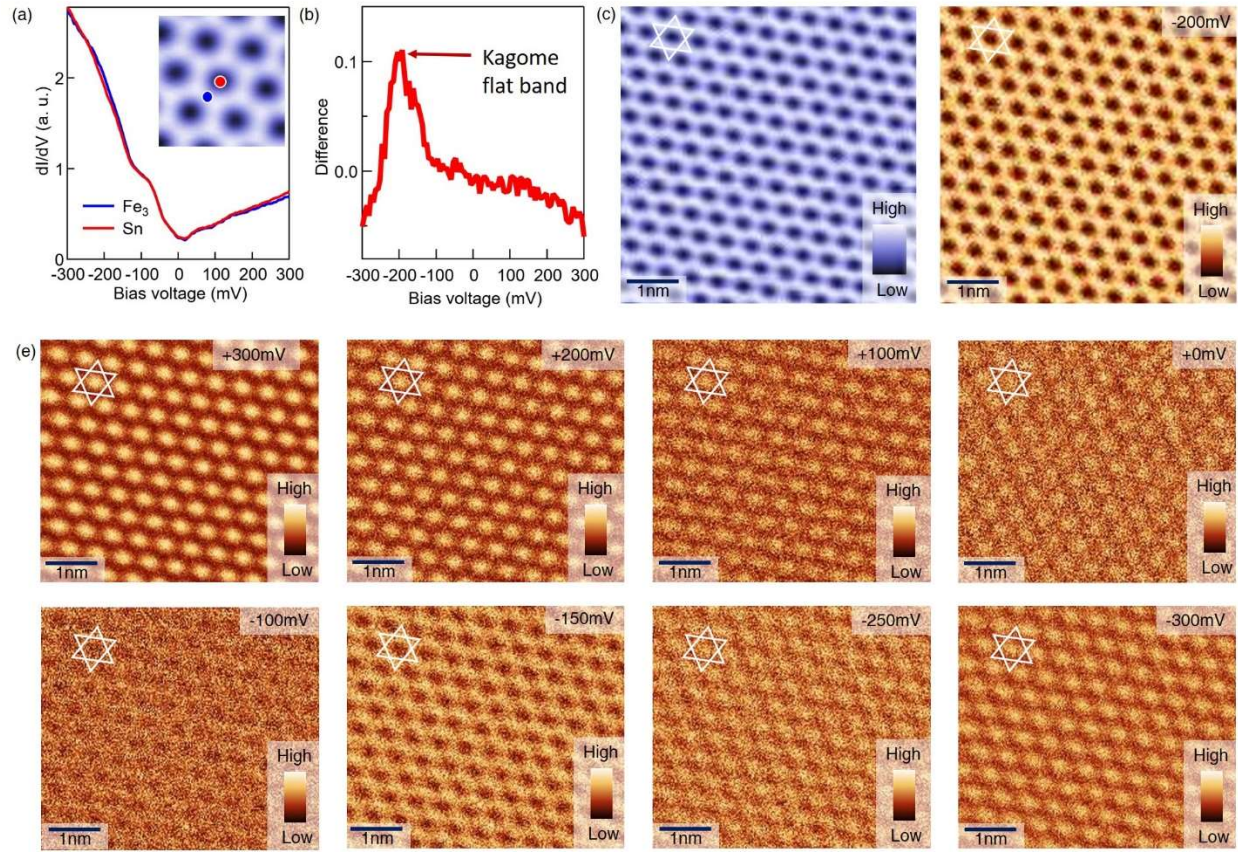 (a)
2
1
0
dI/dV (a. u.)
Fe₃
Sn
-300 -200 -100 0 100 200 300
Bias voltage (mV)
(b)
0.1
0.0
Difference
Kagome
flat band
-300 -200 -100 0 100 200 300
Bias voltage (mV)
(c)
High
Low
1nm
-200mV
High
Low
1nm
(e)
+300mV
High
Low
1nm
+200mV
High
Low
1nm
+100mV
High
Low
1nm
+0mV
High
Low
1nm
-100mV
High
Low
1nm
-150mV
High
Low
1nm
-250mV
High
Low
1nm
-300mV
High
Low
1nm